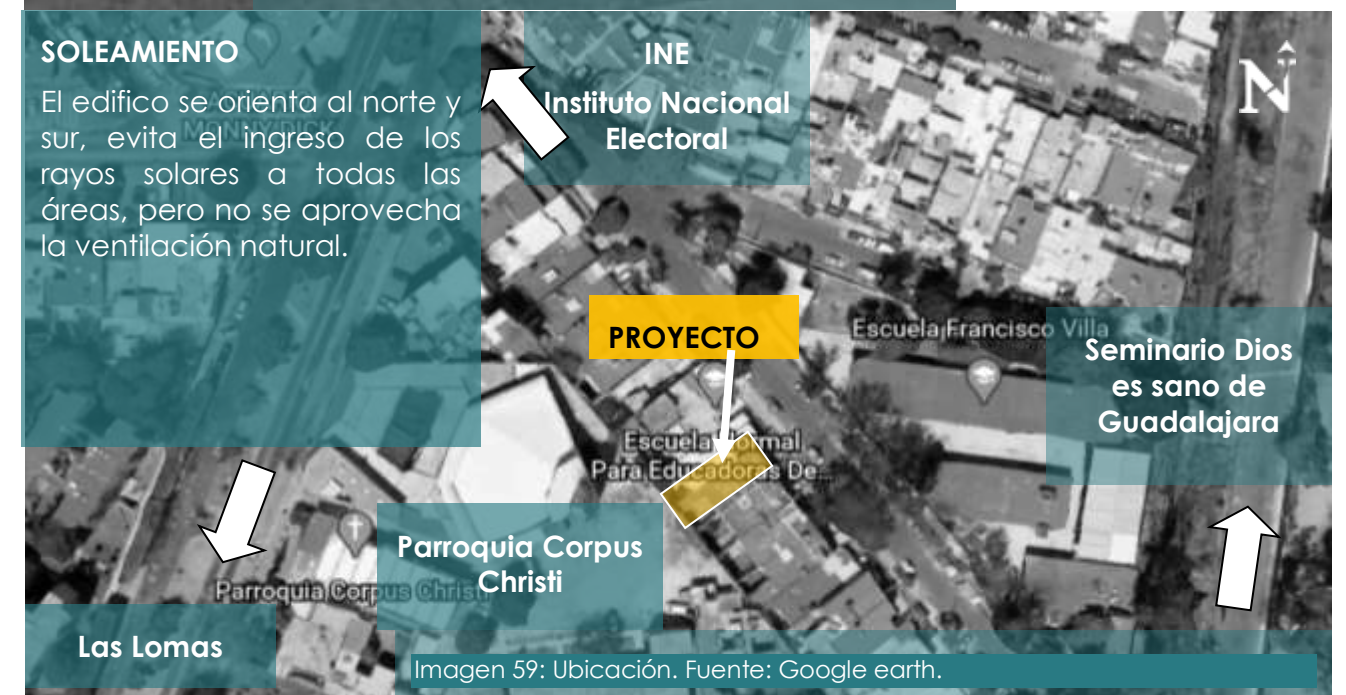 SOLEAMIENTO
El edifico se orienta al norte y
sur, evita el ingreso de los
rayos solares a todas las
áreas, pero no se aprovecha
la ventilación natural.
INE
Instituto Nacional
Electoral
N
PROYECTO
Escuela Francisco Villa
Seminario Dios
es sano de
Guadalajara
Escuela Normal
Para Educadoras De...
Parroquia Corpus
Christi
Parroquia Corpus Christi
Las Lomas
Imagen 59: Ubicación. Fuente: Google earth.